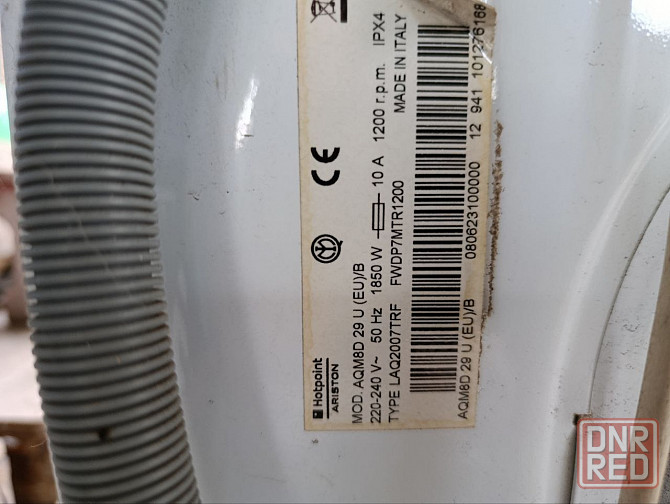 Hotpoint
ARISTON
MOD. AQM8D 29 U (EU)/B
220-240 V~ 50 Hz 1850 W 10 A 1200 r.p.m. IPX4
TYPE LAQ2007TRF FWDP7MTR1200 MADE IN ITALY
AQM8D 29 U (EU)/B 080623100000 12 941 101276168
DNR
RED